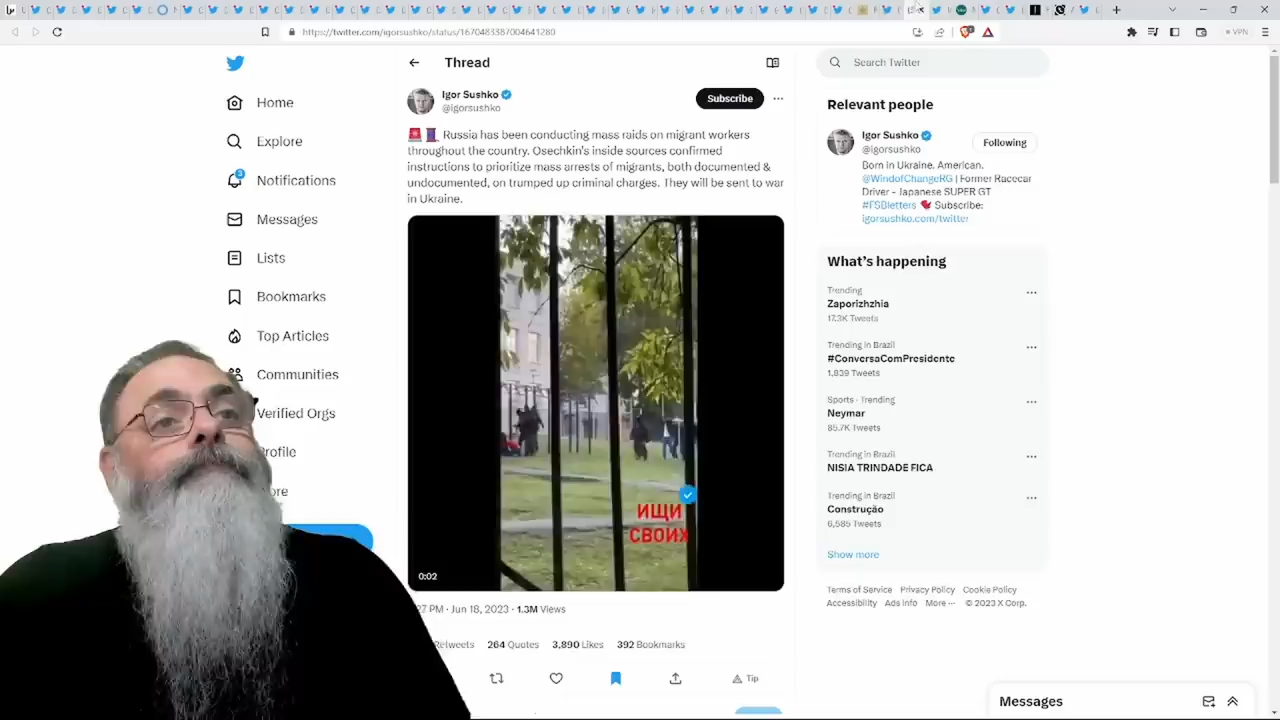 https://twitter.com/igorsushko/status/1670483387004641280
VPN
Home
Explore
3
Notifications
Messages
Lists
Bookmarks
Top Articles
Communities
Verified Orgs
Thread
Igor Sushko
@igorsushko
Subscribe
Russia has been conducting mass raids on migrant workers
throughout the country. Osechkin's inside sources confirmed
instructions to prioritize mass arrests of migrants, both documented &
undocumented, on trumped up criminal charges. They will be sent to war
in Ukraine.
ИЩИ
СВОИХ
0:02
PM · Jun 18, 2023 · 1.3M Views
Retweets 264 Quotes 3,890 Likes 392 Bookmarks
Tip
Search Twitter
Relevant people
Igor Sushko
@igorsushko
Following
Born in Ukraine. American.
@WindofChangeRG | Former Racecar
Driver - Japanese SUPER GT
#FSBletters Subscribe:
igorsushko.com/twitter
What's happening
Trending
Zaporizhzhia
17.3K Tweets
Trending in Brazil
#ConversaComPresidente
1,839 Tweets
Sports · Trending
Neymar
85.7K Tweets
Trending in Brazil
NISIA TRINDADE FICA
Trending in Brazil
Construção
6,585 Tweets
Show more
Terms of Service Privacy Policy Cookie Policy
Accessibility Ads info More ··· © 2023 X Corp.
Messages